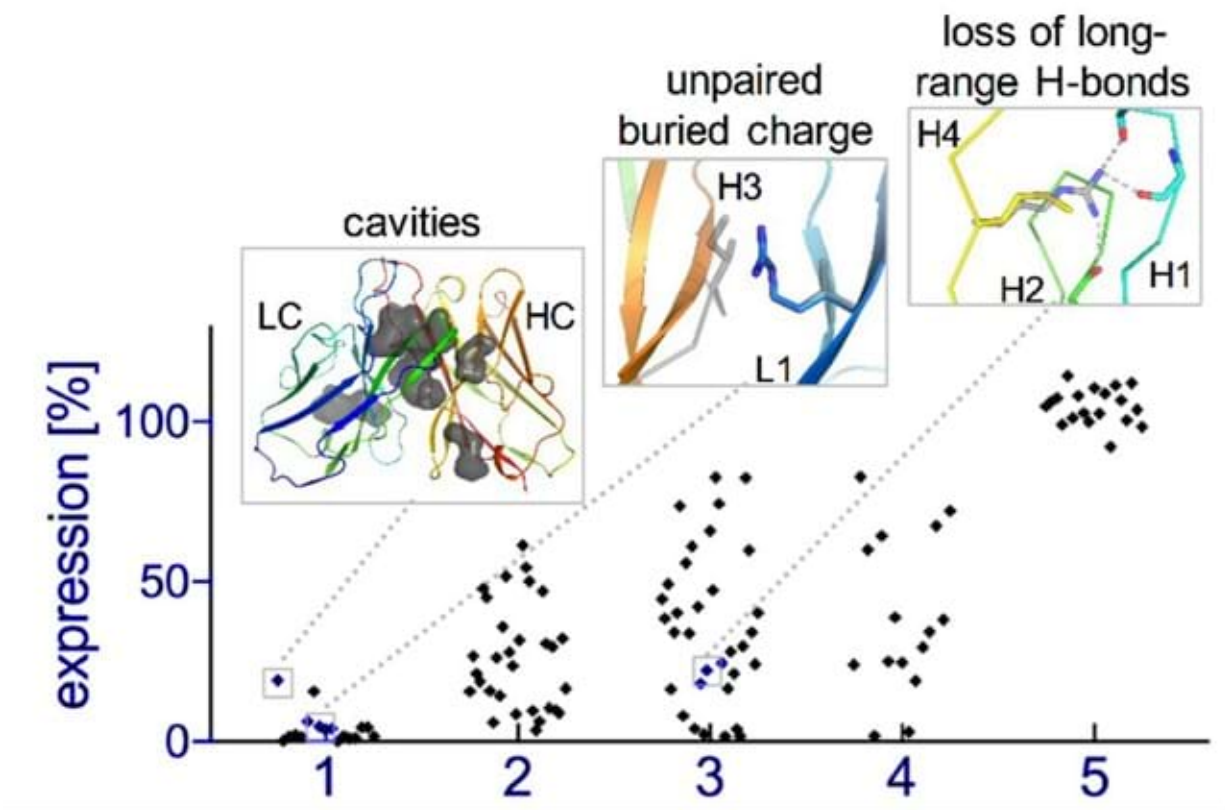 loss of long-
range H-bonds
unpaired
buried charge
H4
H3
cavities
H2
H1
LC
HC
L1
expression [%]
100
50
0
1
2
3
4
5